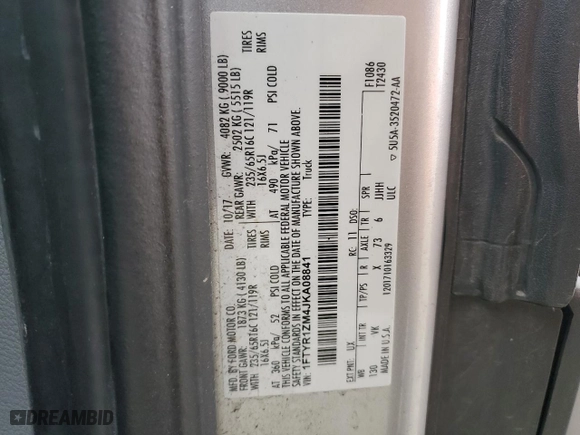 MFD. BY FORD MOTOR CO.
DATE: 10/17
GVWR: 4082 KG ( 9000 LB)
FRONT GAWR: 1873 KG ( 4130 LB)
REAR GAWR: 2502 KG ( 5515 LB)
WITH 235/65R16C 121/119R TIRES
WITH 235/65R16C 121/119R TIRES
16X6.5J RIMS
16X6.5J RIMS
AT 360 kPa/ 52 PSI COLD
AT 490 kPa/ 71 PSI COLD
THIS VEHICLE CONFORMS TO ALL APPLICABLE FEDERAL MOTOR VEHICLE
SAFETY STANDARDS IN EFFECT ON THE DATE OF MANUFACTURE SHOWN ABOVE.
VIN: 1FTYR1ZM4JKA08841
TYPE: Truck
F1086
T2430
EXT PNT: UX RC: 11 DSO:
WB INT TR TP/PS R AXLE TR SPR
130 VK X 73 6 JJHH
MADE IN U.S.A. 1201710163329 ULC
5U5A-3520472-AA
DREAMBID